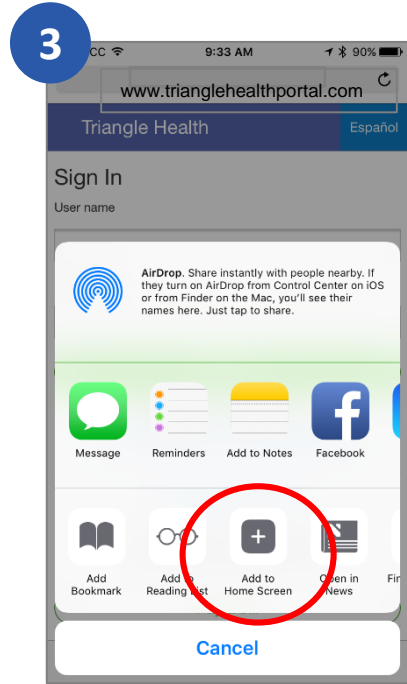 3
CC 9:33 AM 90%
www.trianglehealthportal.com
Triangle Health Español
Sign In
User name
AirDrop. Share instantly with people nearby. If
they turn on AirDrop from Control Center on iOS
or from Finder on the Mac, you'll see their
names here. Just tap to share.
Message Reminders Add to Notes Facebook
Add Add to Add to Open in
Bookmark Reading List Home Screen News
Cancel